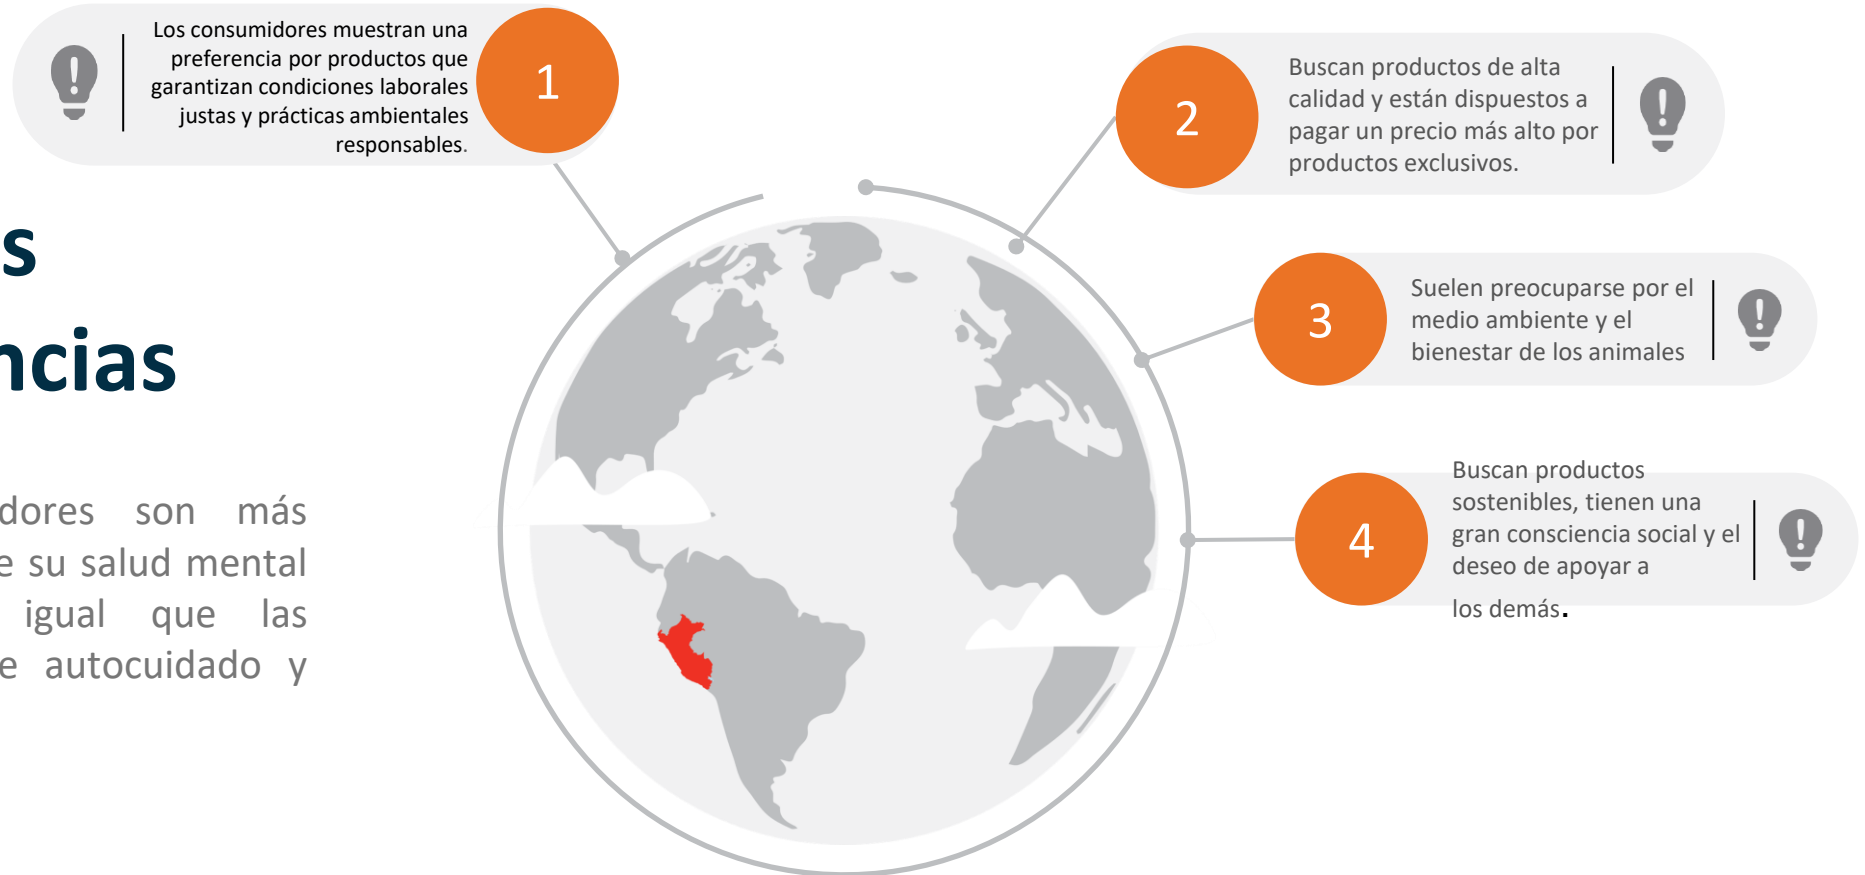 Los consumidores muestran una
preferencia por productos que
garantizan condiciones laborales
justas y prácticas ambientales
responsables.
1
2
Buscan productos de alta
calidad y están dispuestos a
pagar un precio más alto por
productos exclusivos.
s
ncias
3
Suelen preocuparse por el
medio ambiente y el
bienestar de los animales
dores son más
e su salud mental
igual que las
e autocuidado y
4
Buscan productos
sostenibles, tienen una
gran consciencia social y el
deseo de apoyar a
los demás.